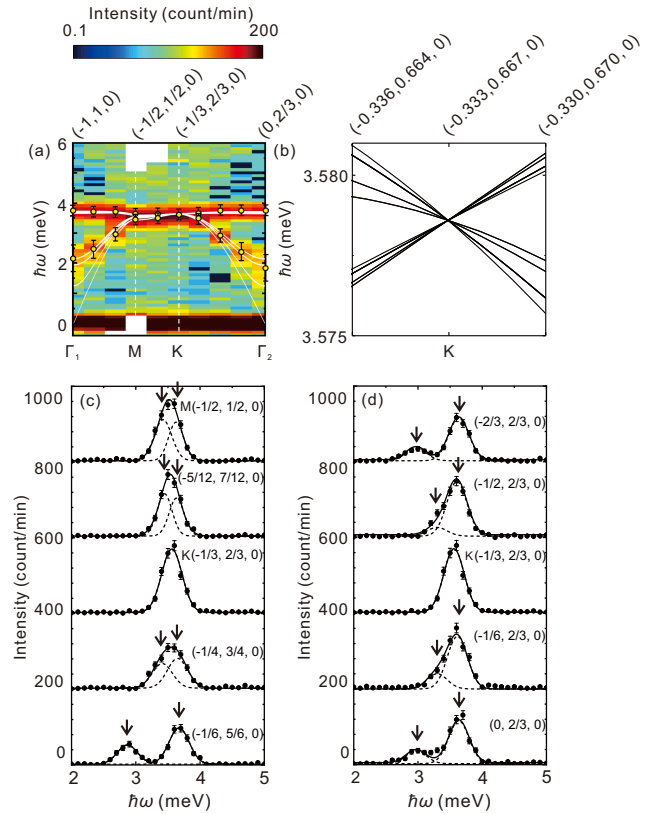 Intensity (count/min)
0.1 200
(-1,1,0)
(-1/2,1/2,0)
(-1/3,2/3,0)
(0,2/3,0)
(-0.336,0.664,0)
(-0.333,0.667,0)
(-0.330,0.670,0)
(a)
6
4
2
0
ħω (meV)
Γ₁ M K Γ₂
(b)
3.580
3.575
ħω (meV)
K
(c)
1000
800
600
400
200
0
Intensity (count/min)
M(-1/2, 1/2, 0)
(-5/12, 7/12, 0)
K(-1/3, 2/3, 0)
(-1/4, 3/4, 0)
(-1/6, 5/6, 0)
2 3 4 5
ħω (meV)
(d)
1000
800
600
400
200
0
Intensity (count/min)
(-2/3, 2/3, 0)
(-1/2, 2/3, 0)
K(-1/3, 2/3, 0)
(-1/6, 2/3, 0)
(0, 2/3, 0)
2 3 4 5
ħω (meV)